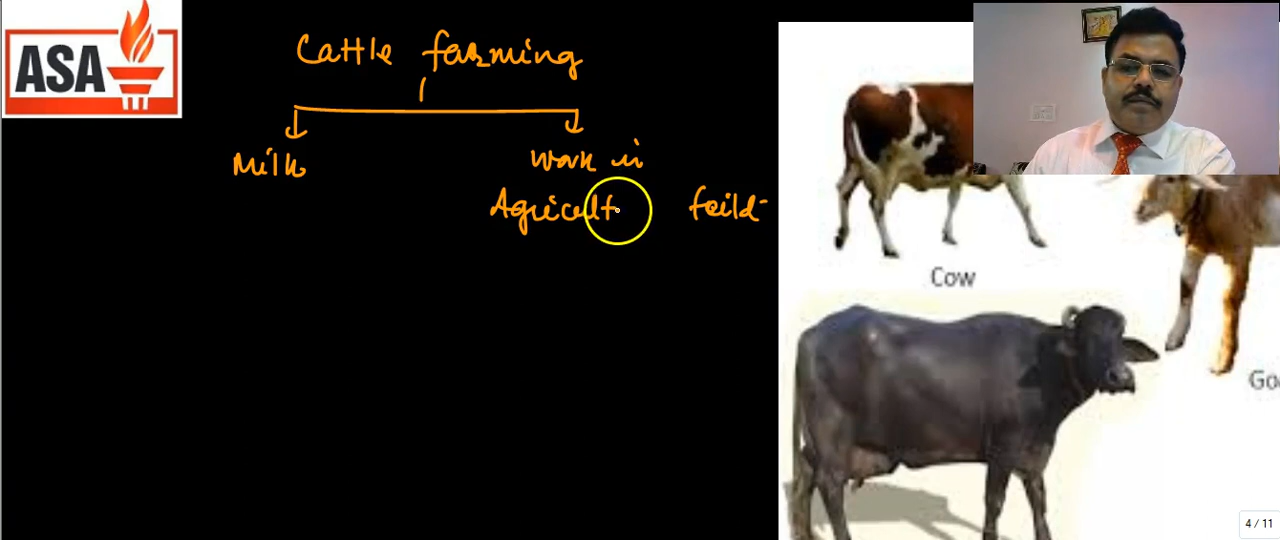 ASA
Cattle farming
Milk
Work in
Agricult feild
Cow
Go
4 / 11